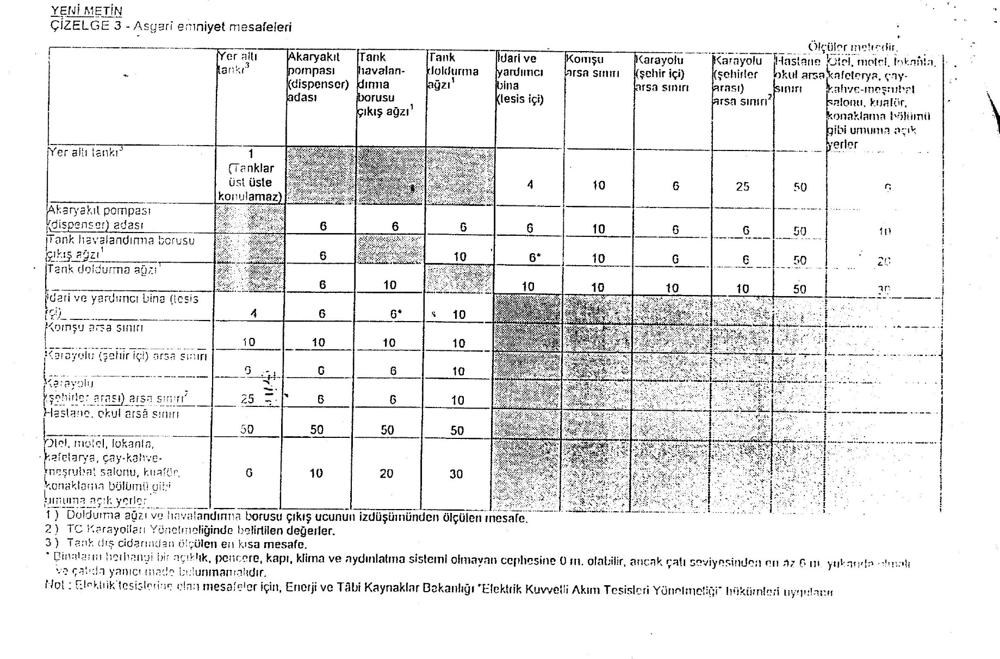 YENİ METİN
ÇİZELGE 3 - Asgari emniyet mesafeleri
Ölçüler metredir.
Yer altı tankı3
Akaryakıt pompası (dispenser) adası
Tank havalan-dırma borusu çıkış ağzı1
Tank doldurma ağzı1
İdari ve yardımcı bina (tesis içi)
Komşu arsa sınırı
Karayolu (şehir içi) arsa sınırı
Karayolu (şehirler arası) arsa sınırı2
Hastane okul arsa sınırı
Otel, motel, lokanta, kafeterya, çay-kahve-meşrubat salonu, kuaför, konaklama bölümü gibi umuma açık yerler
Yer altı tankı3 1 (Tanklar üst üste konulamaz) 4 10 6 25 50 6
Akaryakıt pompası (dispenser) adası 6 6 6 6 10 6 6 50 10
Tank havalandırma borusu çıkış ağzı1 6 10 6* 10 6 6 50 20
Tank doldurma ağzı1 6 10 10 10 10 10 50 30
İdari ve yardımcı bina (tesis içi) 4 6 6* 10
Komşu arsa sınırı 10 10 10 10
Karayolu (şehir içi) arsa sınırı 6 6 6 10
Karayolu (şehirler arası) arsa sınırı2 25 6 6 10
Hastane, okul arsa sınırı 50 50 50 50
Otel, motel, lokanta, kafetarya, çay-kahve-meşrubat salonu, kuaför, konaklama bölümü gibi umuma açık yerler 6 10 20 30
1 ) Doldurma ağzı ve havalandırma borusu çıkış ucunun izdüşümünden ölçülen mesafe.
2 ) TC Karayolları Yönetmeliğinde belirtilen değerler.
3 ) Tank dış cidarından ölçülen en kısa mesafe.
* Binaların herhangi bir açıklık, pencere, kapı, klima ve aydınlatma sistemi olmayan cephesine 0 m. olabilir, ancak çatı seviyesinden en az 6 m. yukarıda olmalı
ve çatıda yanıcı made bulunmamalıdır.
Not : Elektrik tesislerine olan mesafeler için, Enerji ve Tâbi Kaynaklar Bakanlığı "Elektrik Kuvvetli Akım Tesisleri Yönetmeliği" hükümleri uygulanır